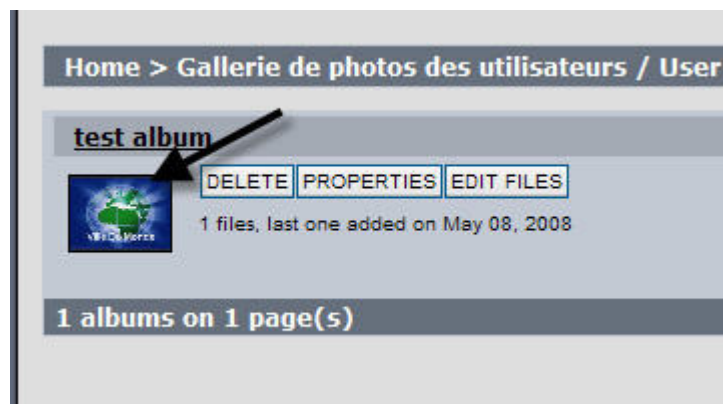 Home > Gallerie de photos des utilisateurs / User
test album
DELETE PROPERTIES EDIT FILES
1 files, last one added on May 08, 2008
1 albums on 1 page(s)